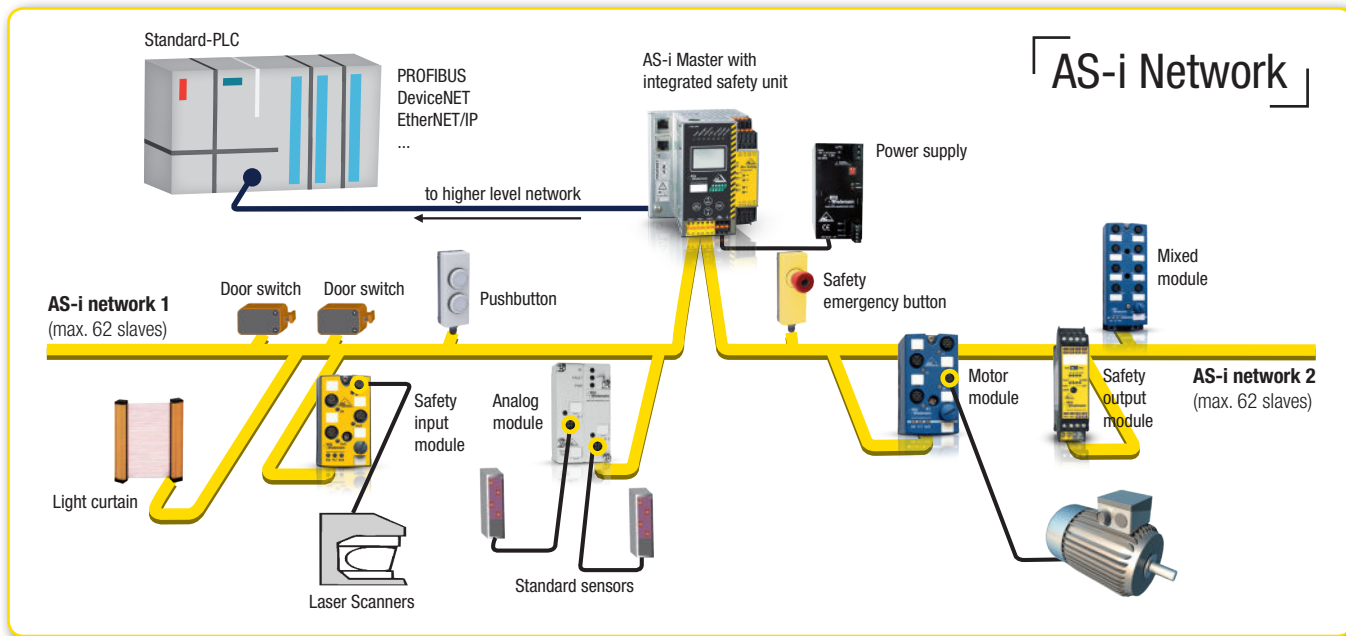 Standard-PLC
PROFIBUS
DeviceNET
EtherNET/IP
...
AS-i Master with
integrated safety unit
AS-i Network
Power supply
to higher level network
Mixed
module
Door switch
Door switch
Pushbutton
Safety
emergency button
AS-i network 1
(max. 62 slaves)
Safety
input
module
Analog
module
Motor
module
Safety
output
module
AS-i network 2
(max. 62 slaves)
Light curtain
Standard sensors
Laser Scanners